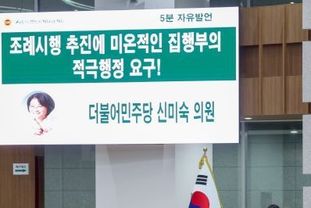 5분 자유발언
조례시행 추진에 미온적인 집행부의
적극행정 요구!
더불어민주당 신미숙 의원